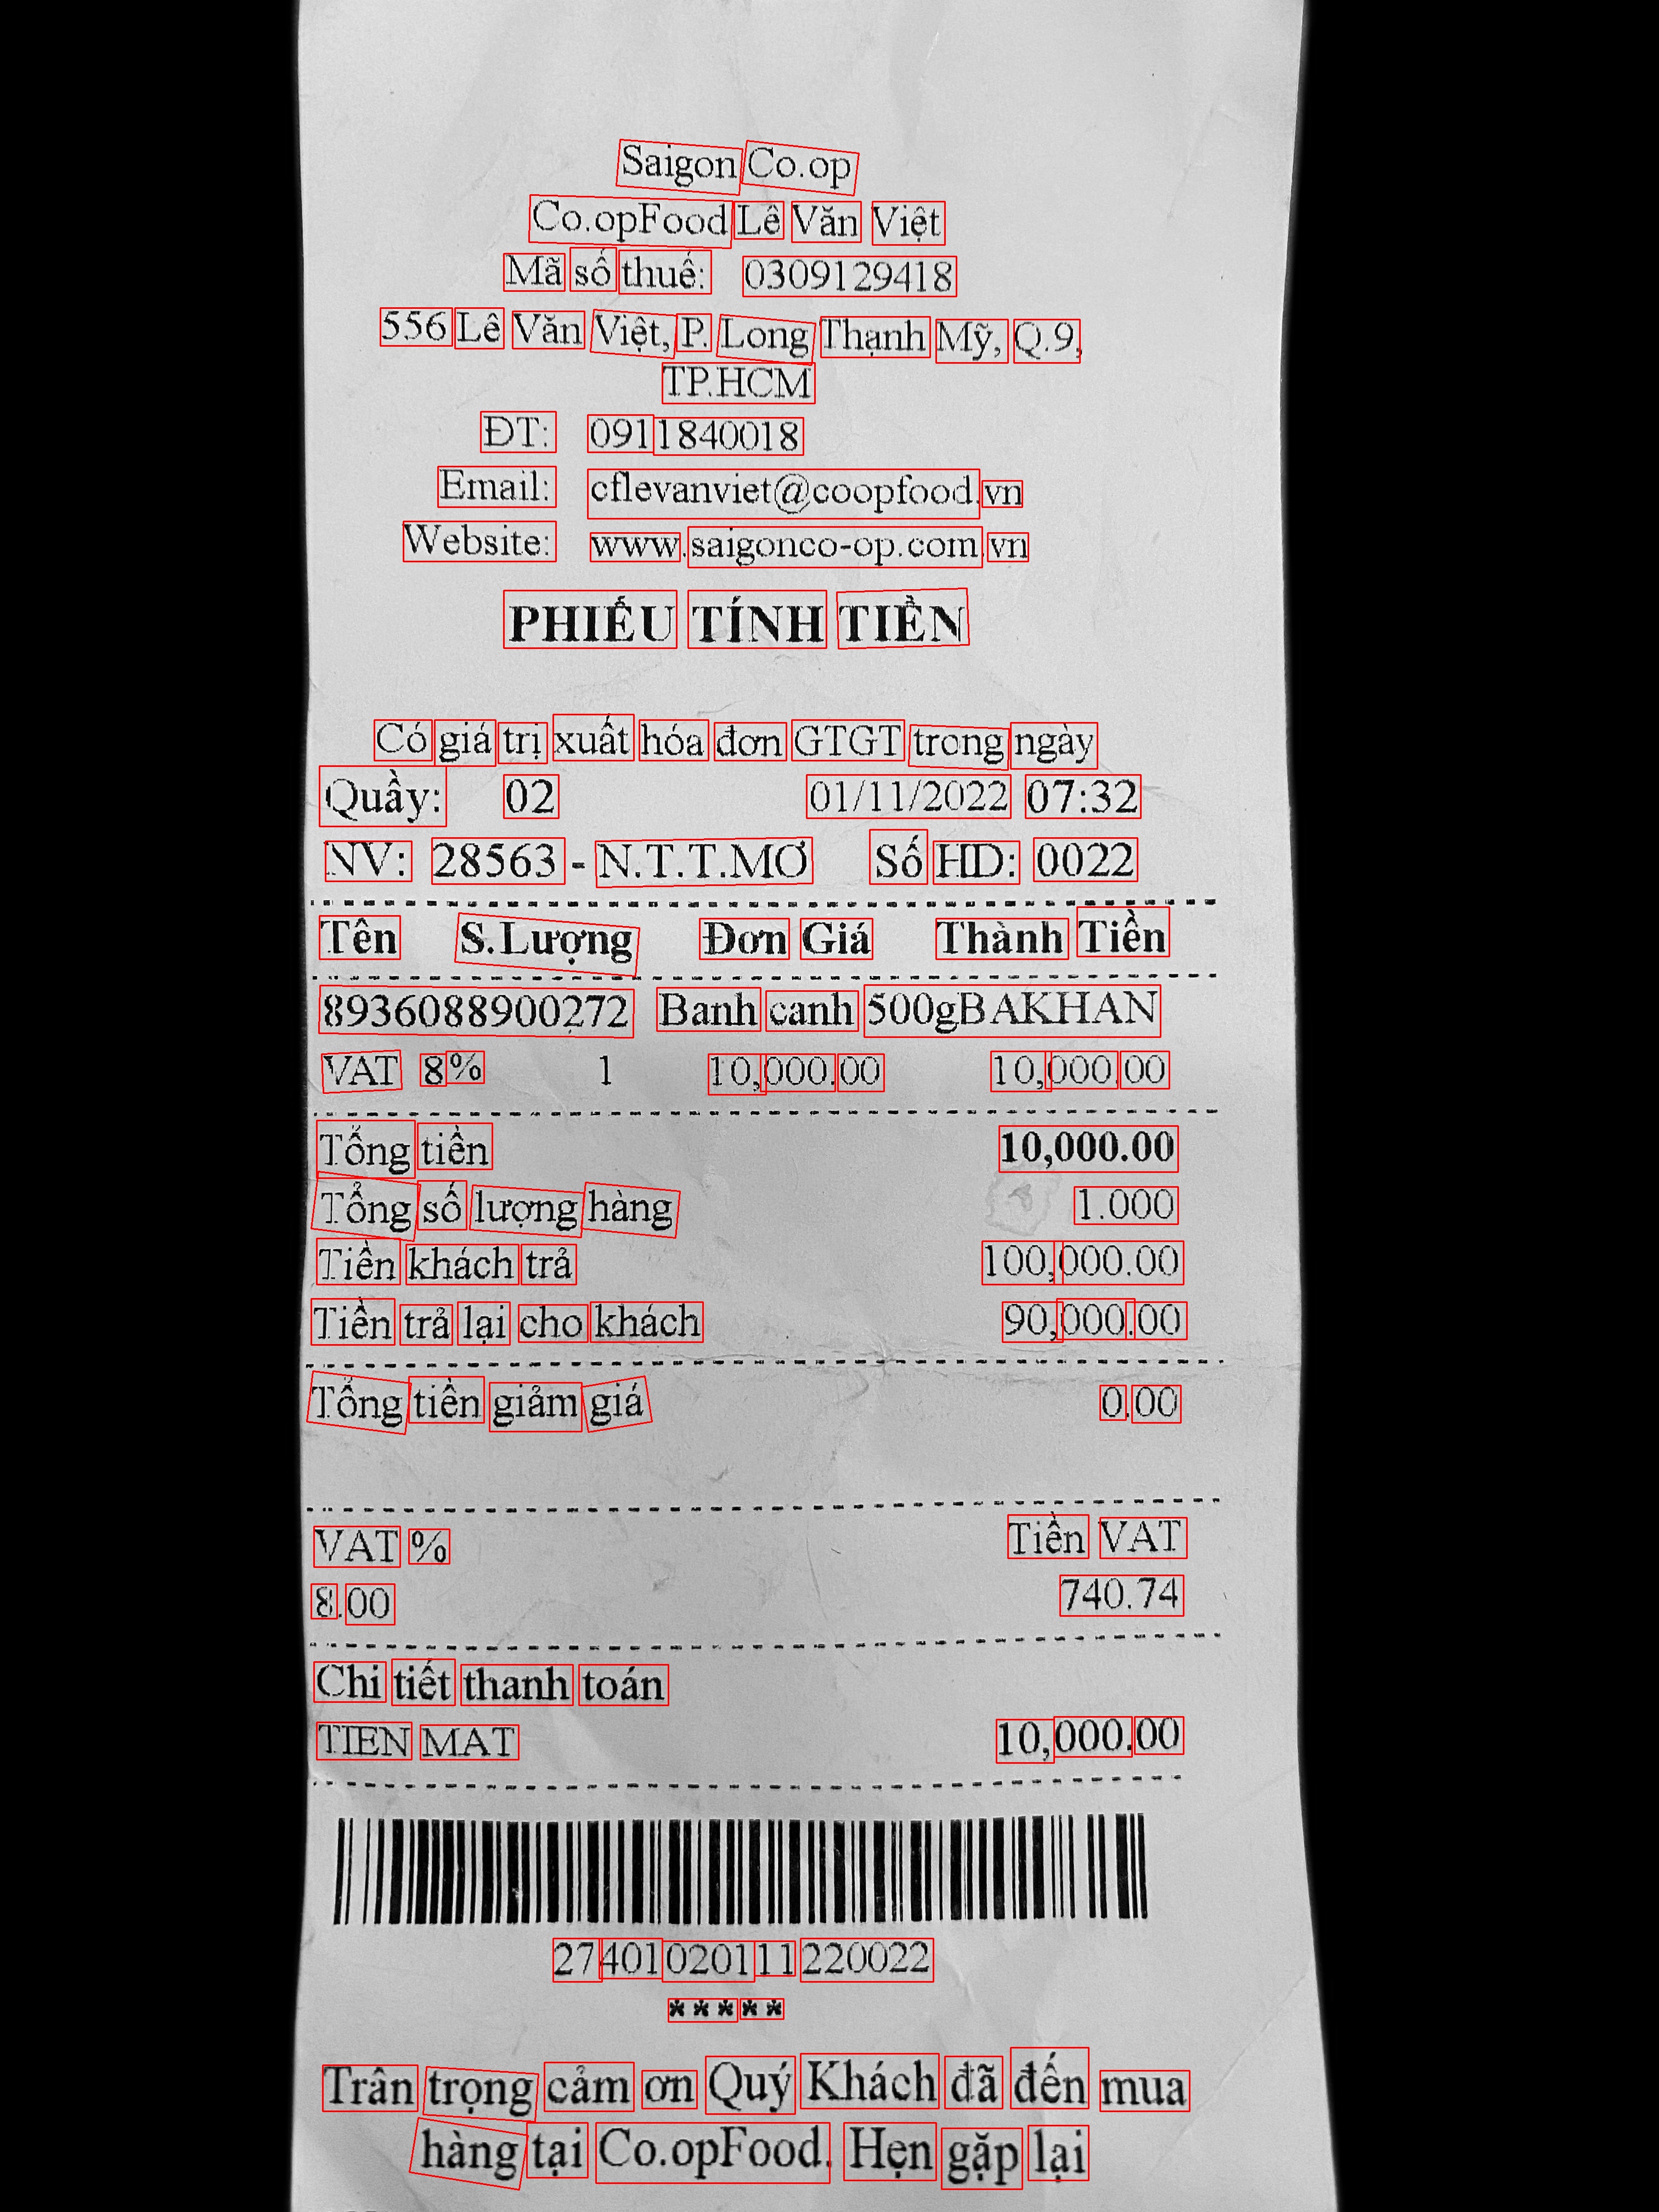 Saigon Co.op
Co.opFood Lê Văn Việt
Mã số thuế: 0309129418
556 Lê Văn Việt, P. Long Thạnh Mỹ, Q.9,
TP.HCM
ĐT: 0911840018
Email: cflevanviet@coopfood.vn
Website: www.saigonco-op.com.vn
PHIẾU TÍNH TIỀN
Có giá trị xuất hóa đơn GTGT trong ngày
Quầy: 02 01/11/2022 07:32
NV: 28563 - N.T.T.MƠ Số HD: 0022
Tên S.Lượng Đơn Giá Thành Tiền
8936088900272 Banh canh 500gBAKHAN
VAT 8% 1 10,000.00 10,000.00
Tổng tiền 10,000.00
Tổng số lượng hàng 1.000
Tiền khách trả 100,000.00
Tiền trả lại cho khách 90,000.00
Tổng tiền giảm giá 0.00
VAT % Tiền VAT
8.00 740.74
Chi tiết thanh toán
TIEN MAT 10,000.00
27401020111220022
*****
Trân trọng cảm ơn Quý Khách đã đến mua
hàng tại Co.opFood. Hẹn gặp lại